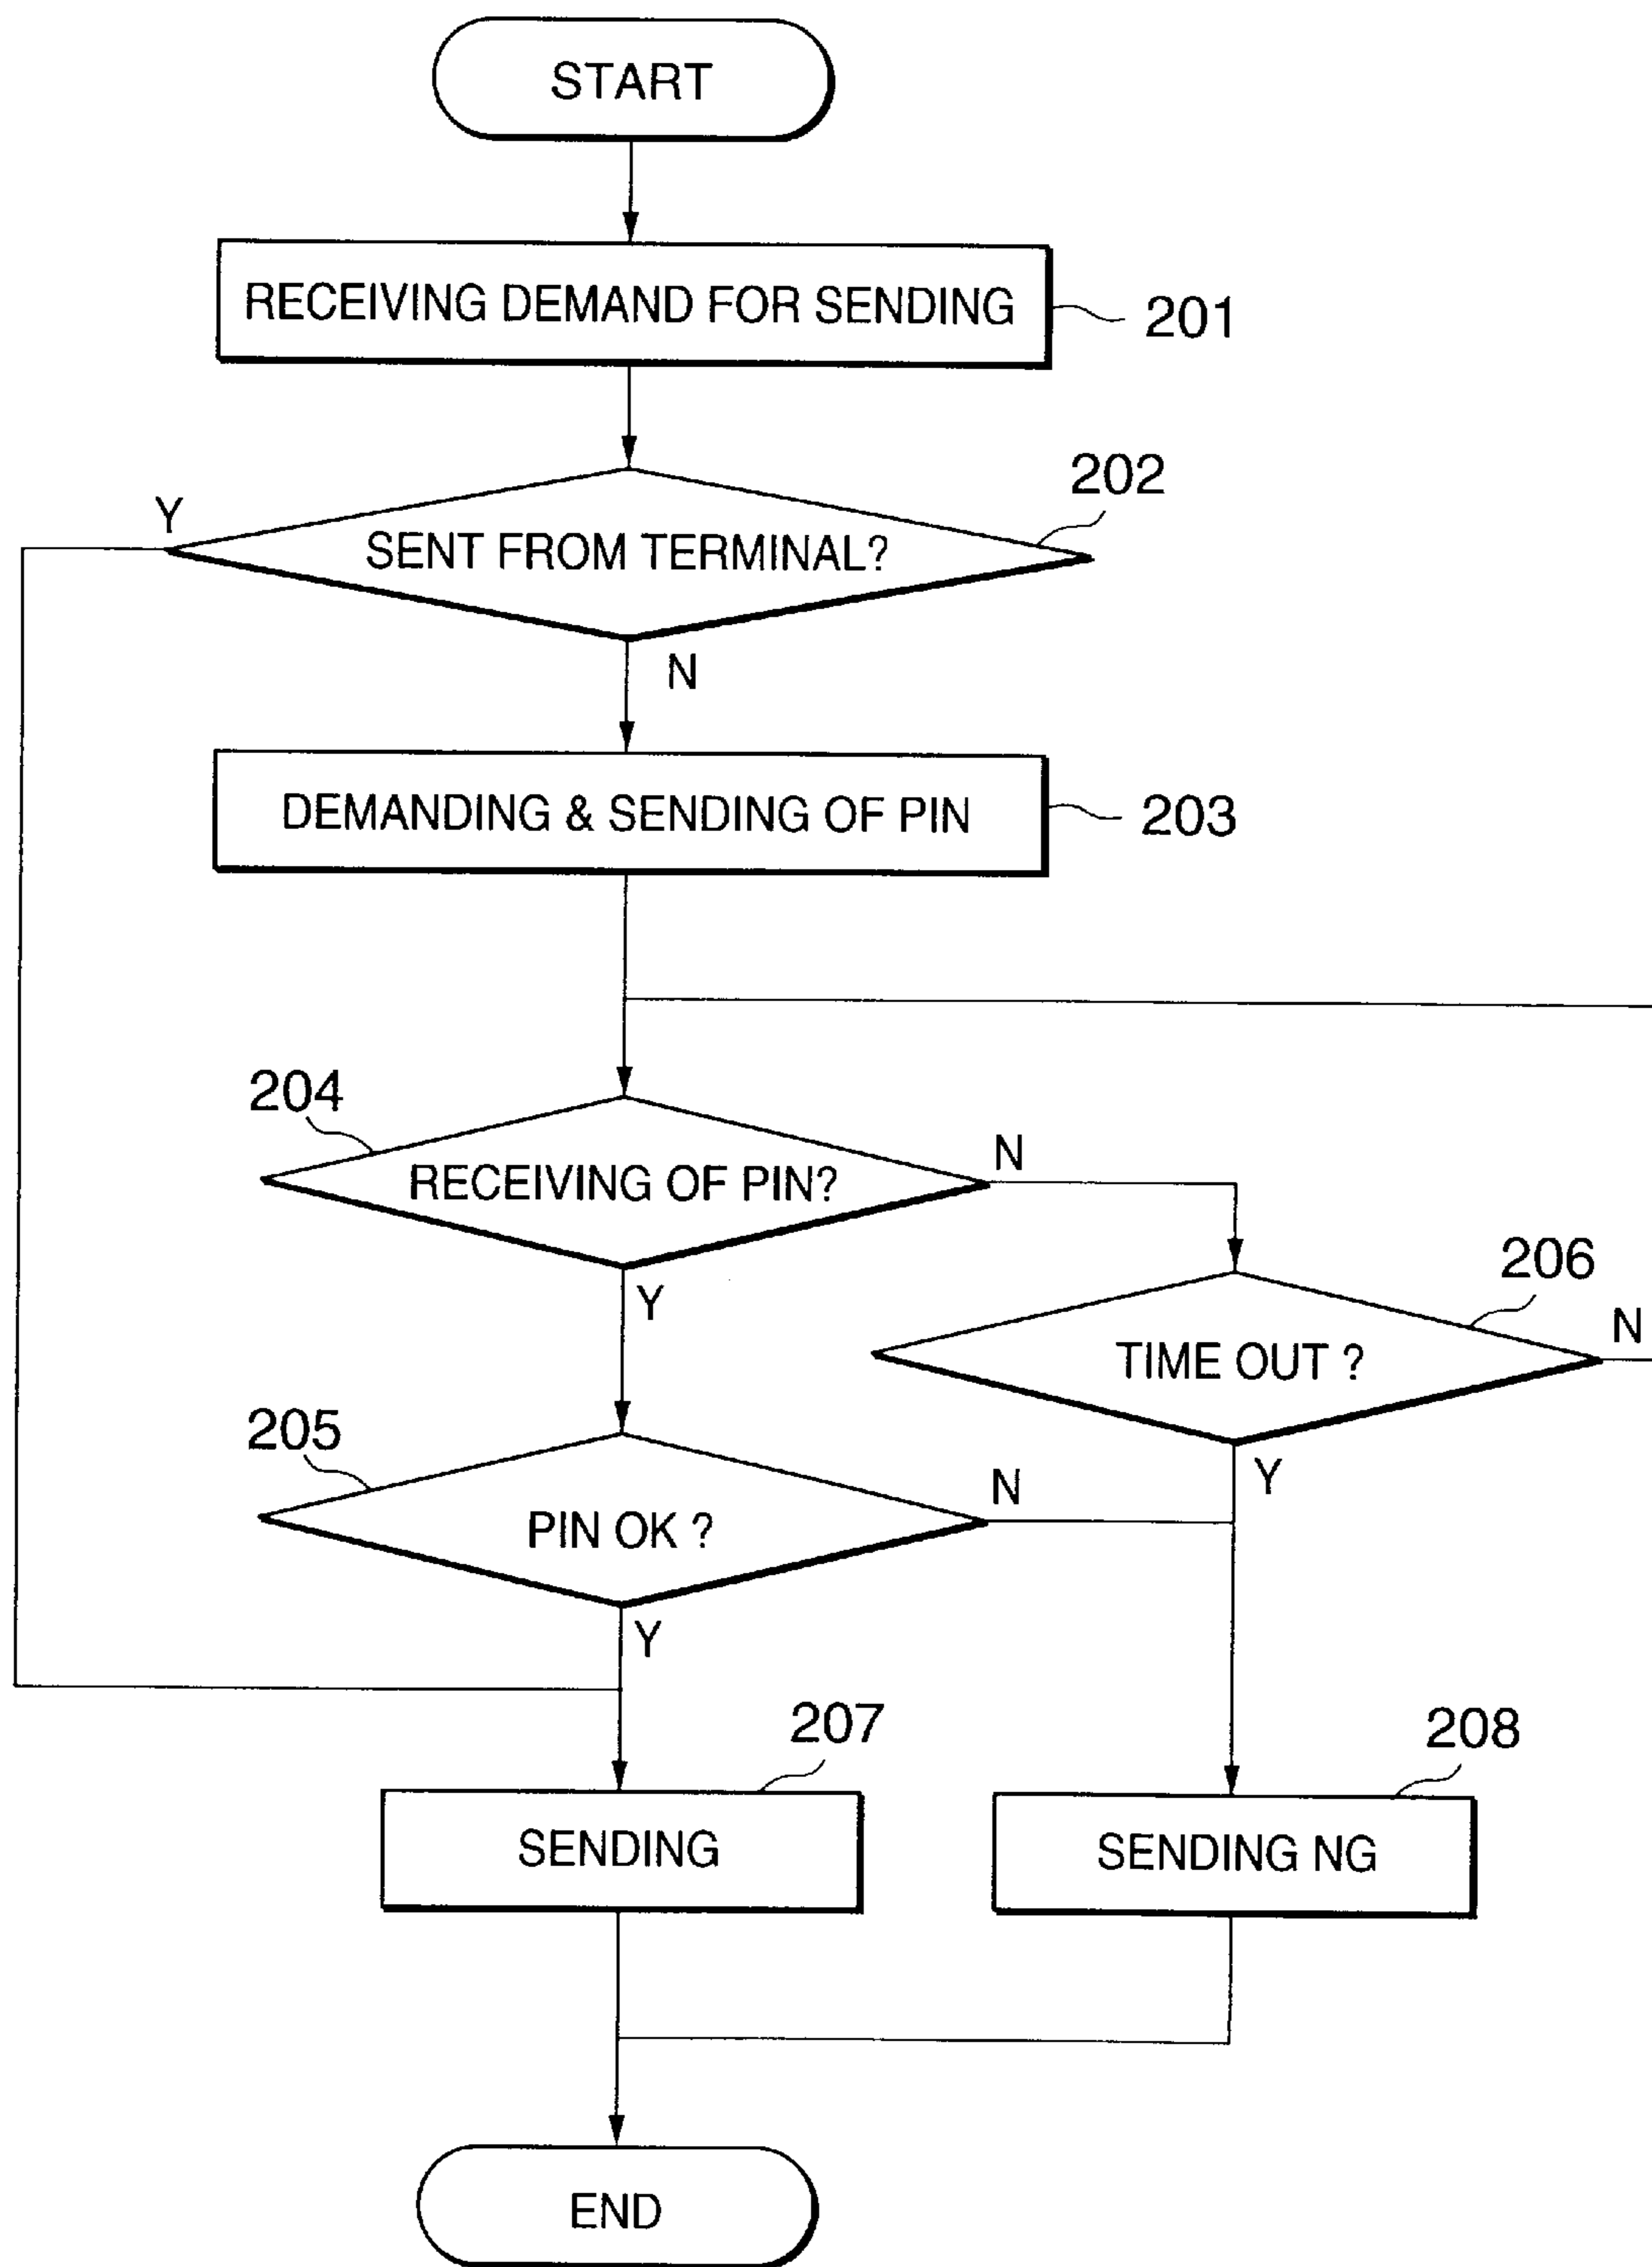 START
RECEIVING DEMAND FOR SENDING
201
202
Y
SENT FROM TERMINAL?
N
DEMANDING & SENDING OF PIN
203
204
N
RECEIVING OF PIN?
206
Y
N
TIME OUT ?
205
Y
N
PIN OK ?
Y
207
208
SENDING
SENDING NG
END